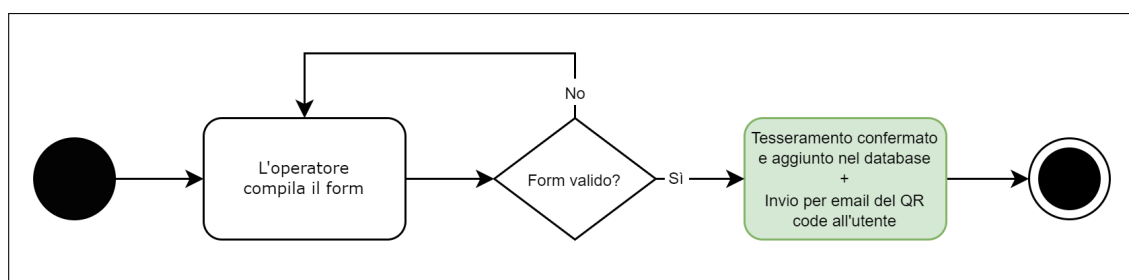 L'operatore
compila il form
No
Form valido?
Sì
Tesseramento confermato
e aggiunto nel database
+
Invio per email del QR
code all'utente